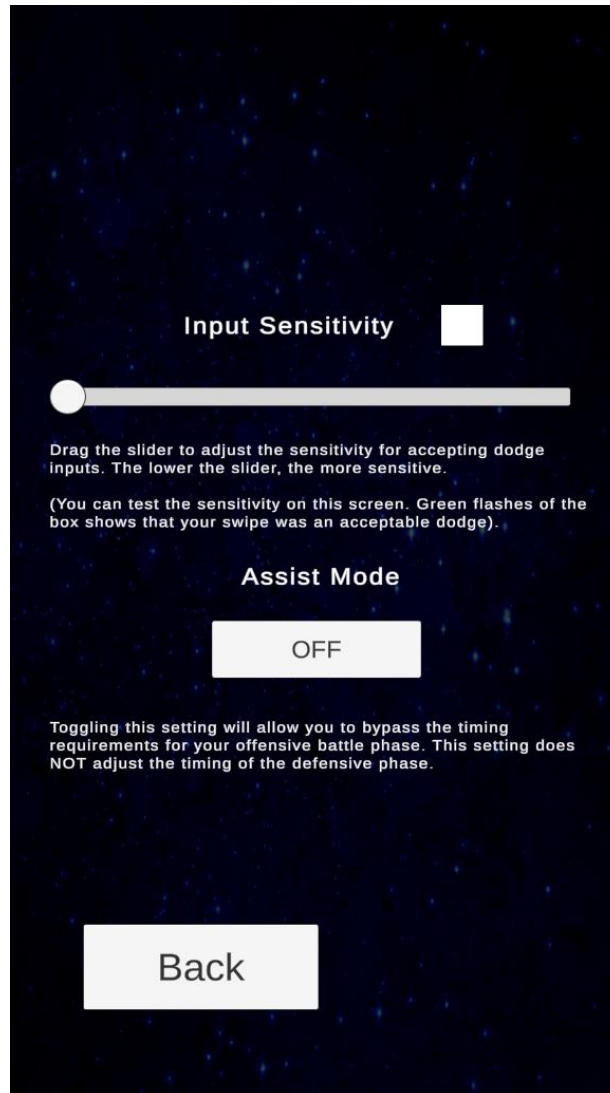 Input Sensitivity
Drag the slider to adjust the sensitivity for accepting dodge
inputs. The lower the slider, the more sensitive.
(You can test the sensitivity on this screen. Green flashes of the
box shows that your swipe was an acceptable dodge).
Assist Mode
OFF
Toggling this setting will allow you to bypass the timing
requirements for your offensive battle phase. This setting does
NOT adjust the timing of the defensive phase.
Back